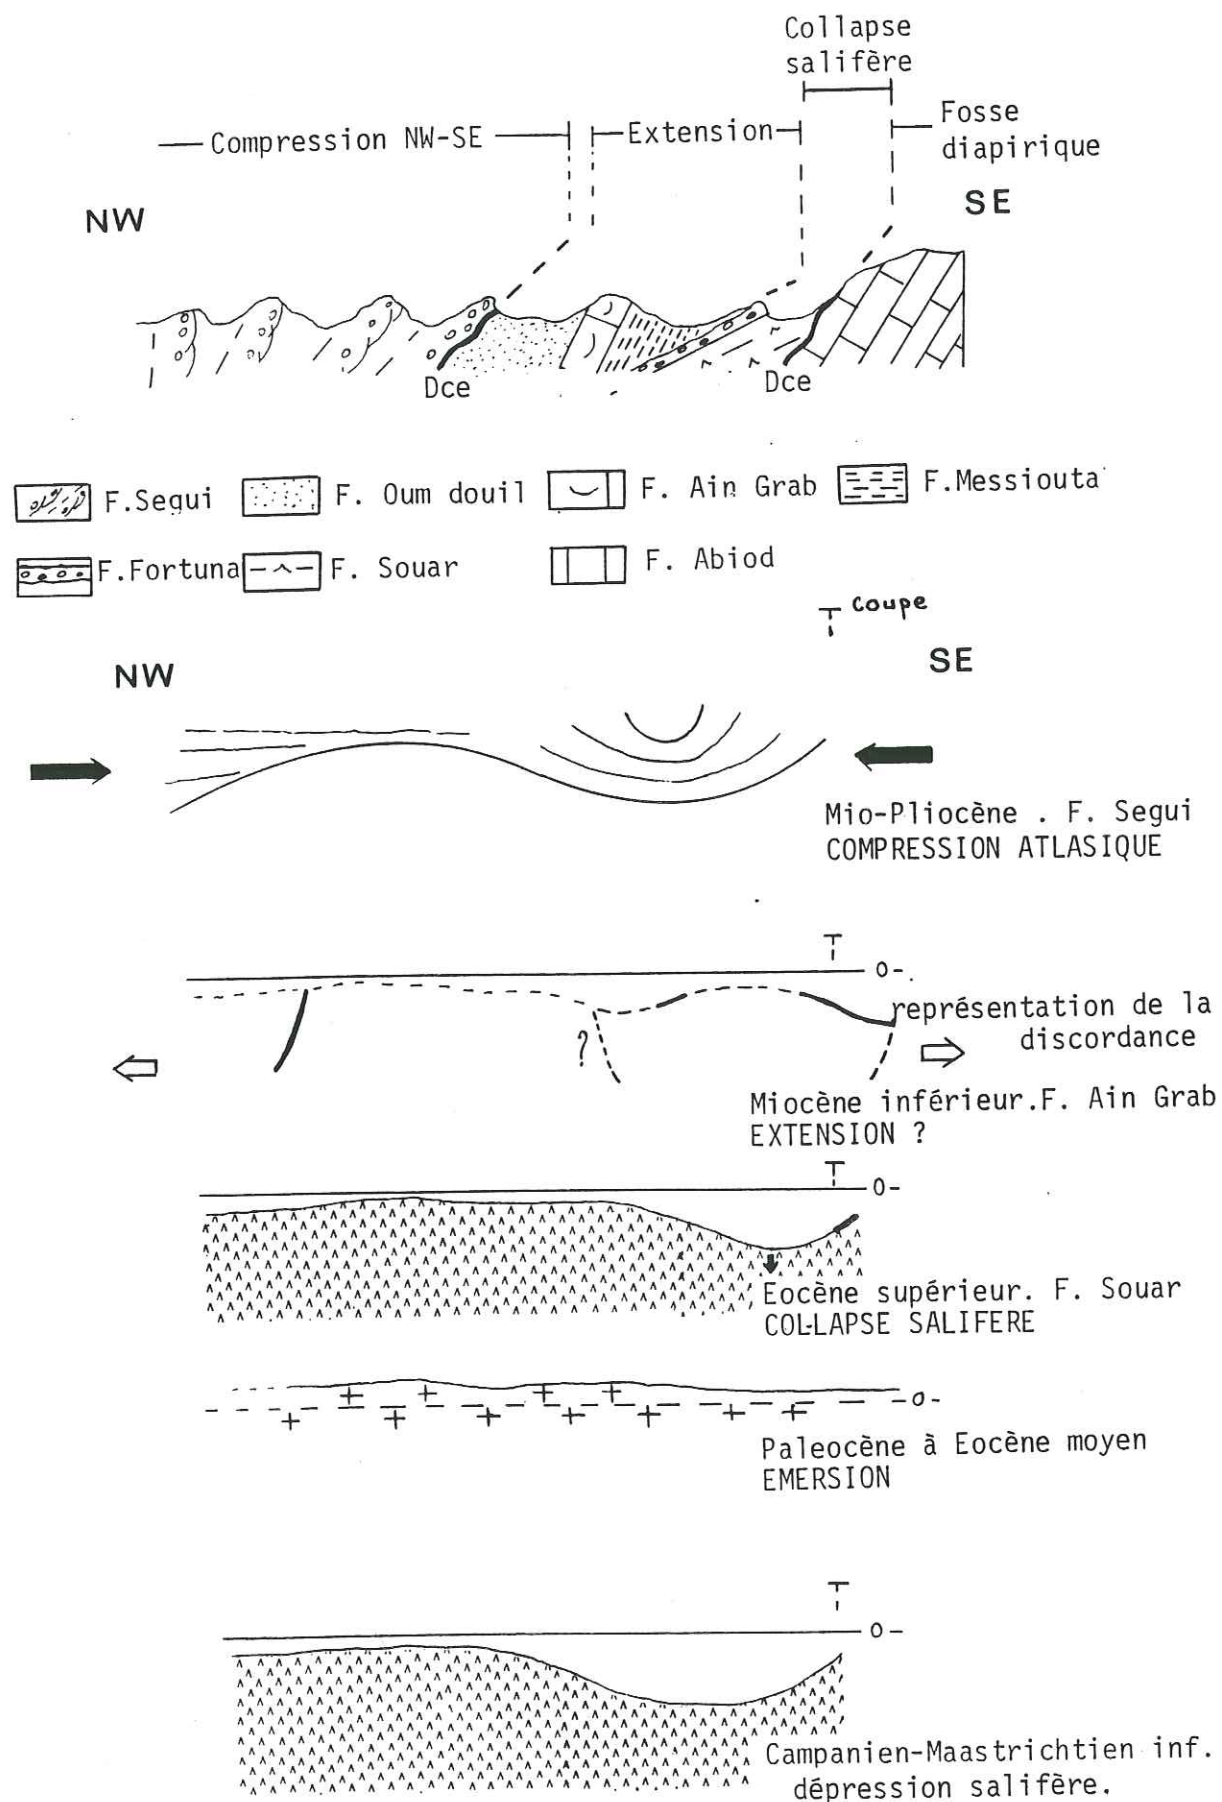 Collapse
salifère
Compression NW-SE
Extension
Fosse
diapirique
NW
SE
Dce
Dce
F.Segui
F. Oum douil
F. Ain Grab
F.Messiouta
F.Fortuna
F. Souar
F. Abiod
coupe
NW
SE
Mio-Pliocène . F. Segui
COMPRESSION ATLASIQUE
0-
représentation de la
discordance
?
Miocène inférieur.F. Ain Grab
EXTENSION ?
0-
Eocène supérieur. F. Souar
COLLAPSE SALIFERE
-0-
Paleocène à Eocène moyen
EMERSION
0-
Campanien-Maastrichtien inf.
dépression salifère.